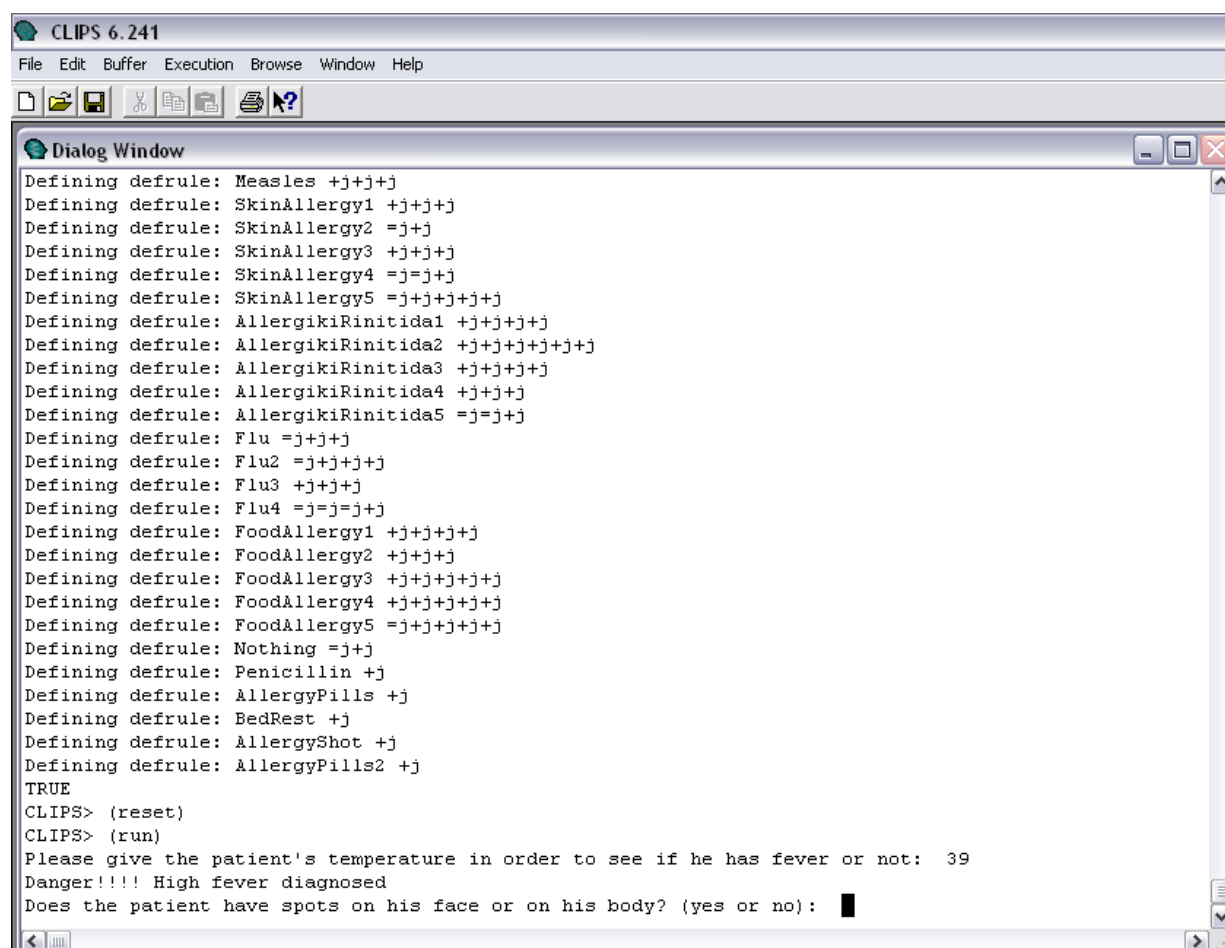 CLIPS 6.241
File Edit Buffer Execution Browse Window Help
Dialog Window
Defining defrule: Measles +j+j+j
Defining defrule: SkinAllergy1 +j+j+j
Defining defrule: SkinAllergy2 =j+j
Defining defrule: SkinAllergy3 +j+j+j
Defining defrule: SkinAllergy4 =j=j+j
Defining defrule: SkinAllergy5 =j+j+j+j+j
Defining defrule: AllergikiRinitida1 +j+j+j+j
Defining defrule: AllergikiRinitida2 +j+j+j+j+j+j
Defining defrule: AllergikiRinitida3 +j+j+j+j
Defining defrule: AllergikiRinitida4 +j+j+j
Defining defrule: AllergikiRinitida5 =j=j+j
Defining defrule: Flu =j+j+j
Defining defrule: Flu2 =j+j+j+j
Defining defrule: Flu3 +j+j+j
Defining defrule: Flu4 =j=j=j+j
Defining defrule: FoodAllergy1 +j+j+j+j
Defining defrule: FoodAllergy2 +j+j+j
Defining defrule: FoodAllergy3 +j+j+j+j+j
Defining defrule: FoodAllergy4 +j+j+j+j+j
Defining defrule: FoodAllergy5 =j+j+j+j+j
Defining defrule: Nothing =j+j
Defining defrule: Penicillin +j
Defining defrule: AllergyPills +j
Defining defrule: BedRest +j
Defining defrule: AllergyShot +j
Defining defrule: AllergyPills2 +j
TRUE
CLIPS> (reset)
CLIPS> (run)
Please give the patient's temperature in order to see if he has fever or not: 39
Danger!!!! High fever diagnosed
Does the patient have spots on his face or on his body? (yes or no):